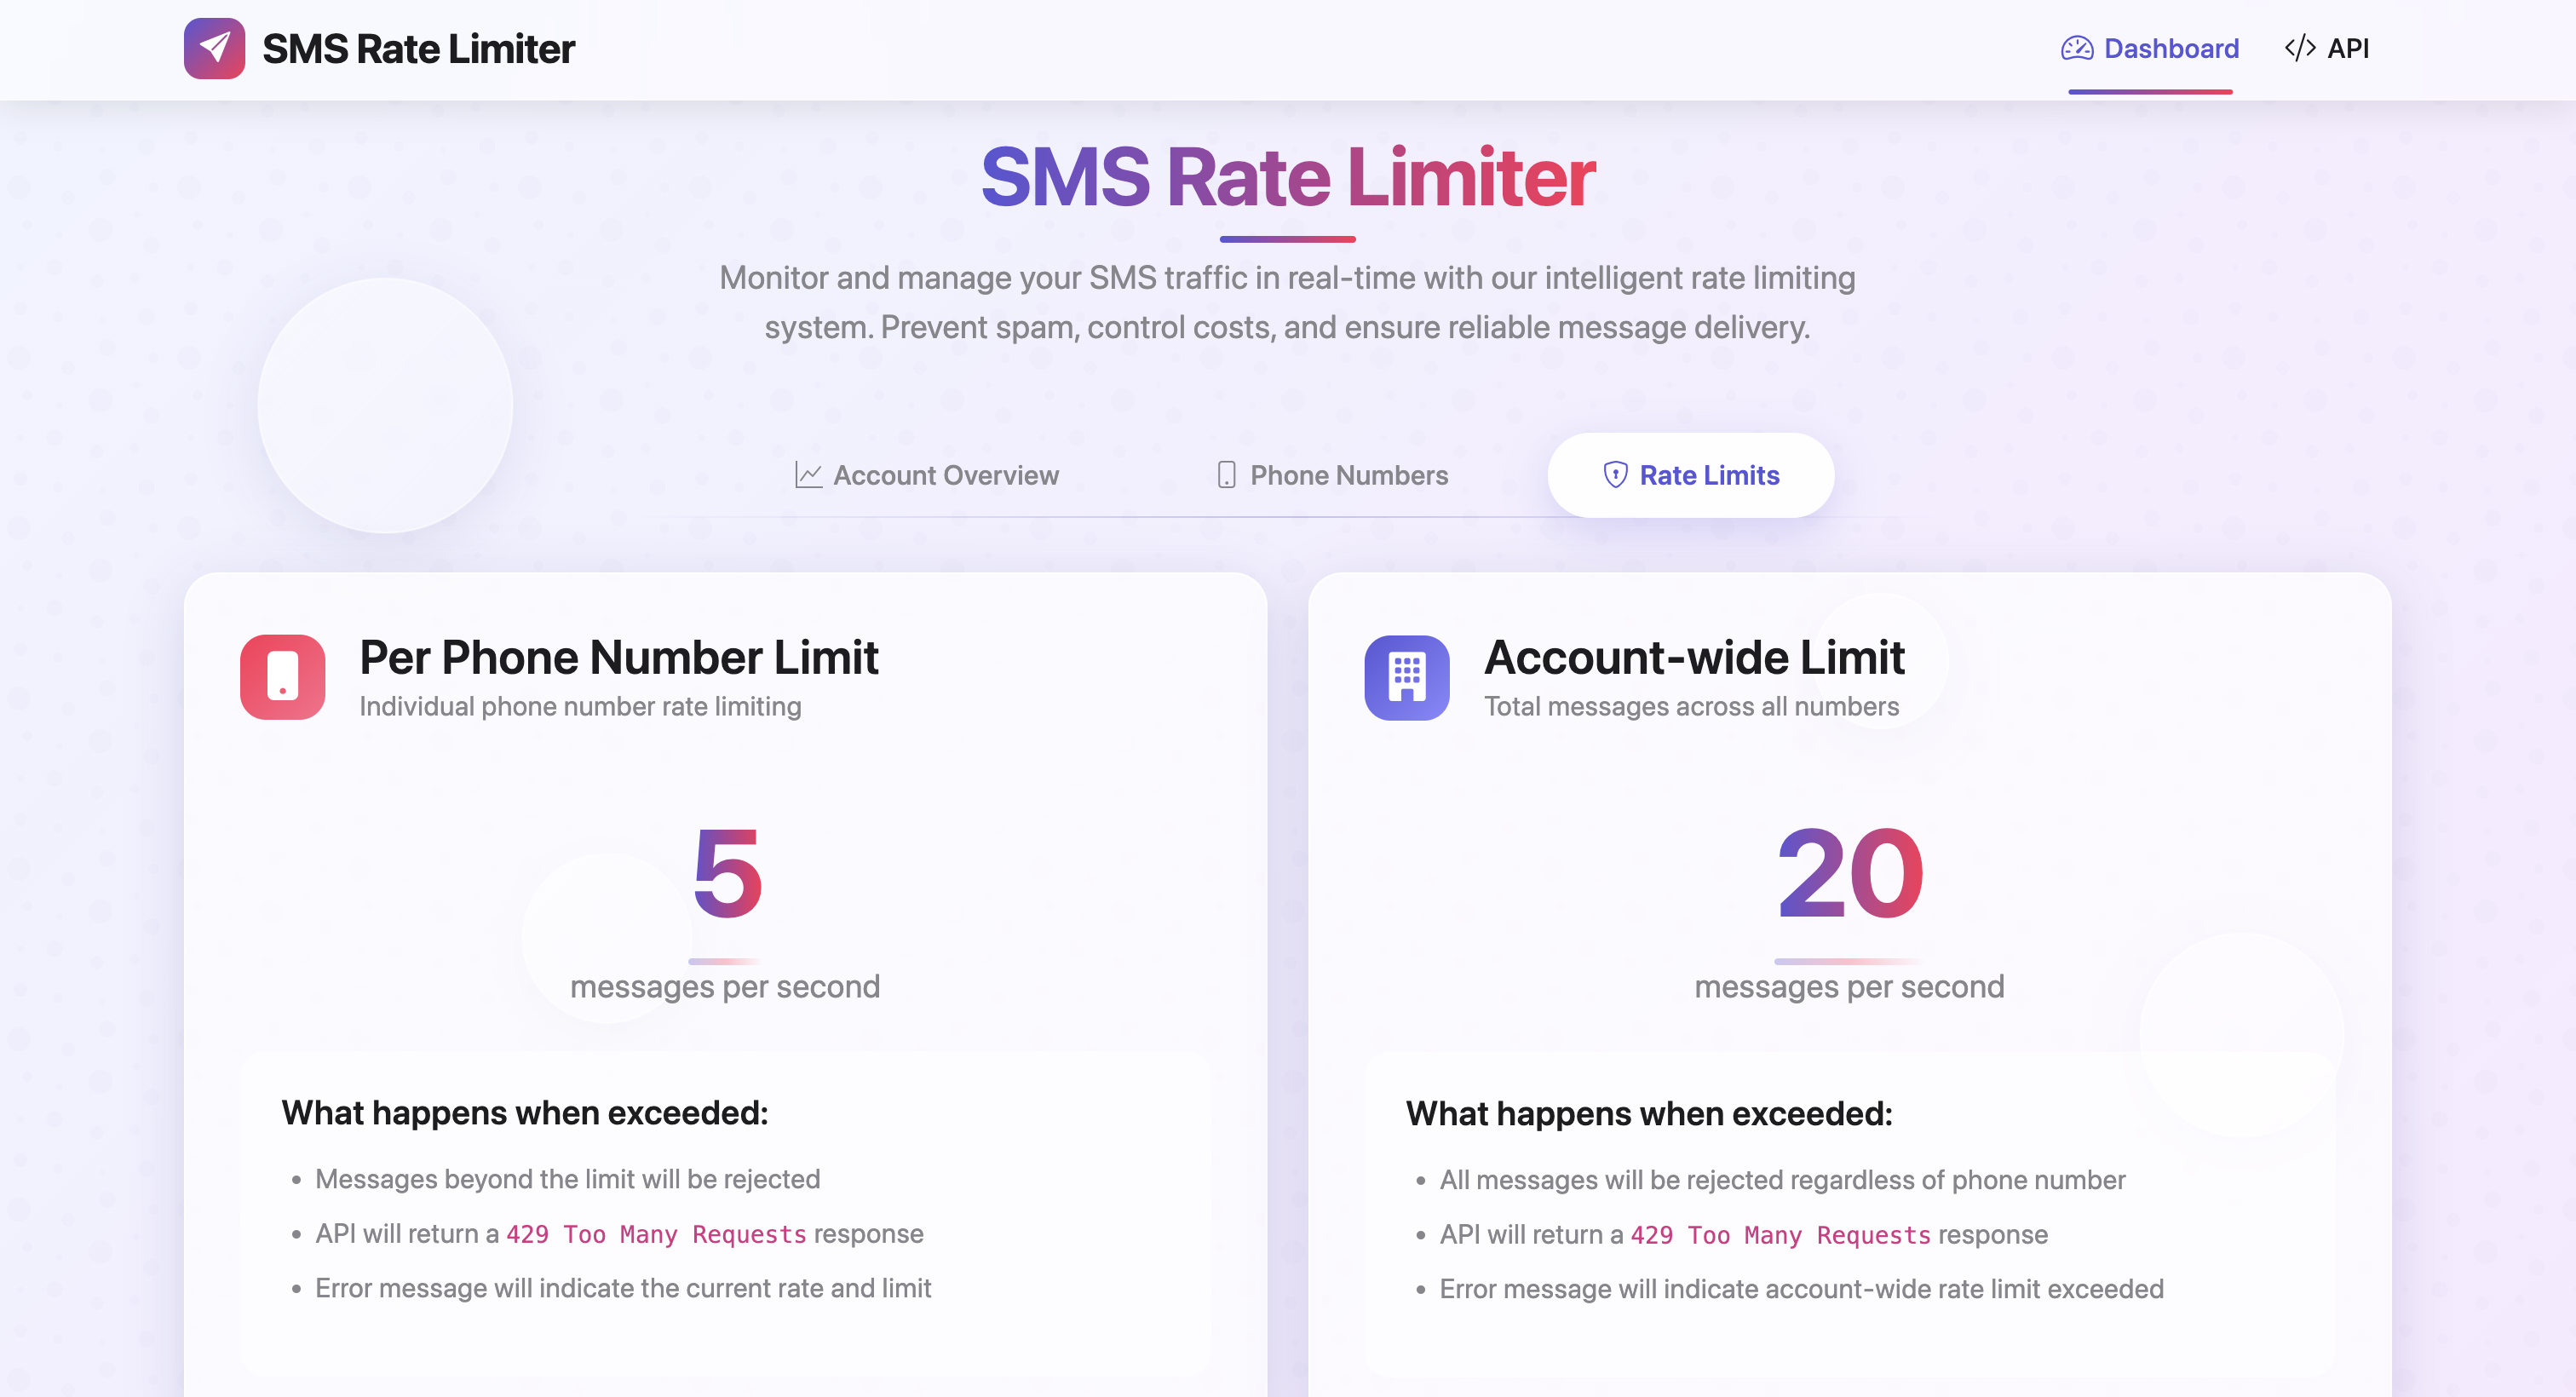 SMS Rate Limiter
Dashboard
API
SMS Rate Limiter
Monitor and manage your SMS traffic in real-time with our intelligent rate limiting
system. Prevent spam, control costs, and ensure reliable message delivery.
Account Overview
Phone Numbers
Rate Limits
Per Phone Number Limit
Individual phone number rate limiting
5
messages per second
What happens when exceeded:
• Messages beyond the limit will be rejected
• API will return a 429 Too Many Requests response
• Error message will indicate the current rate and limit
Account-wide Limit
Total messages across all numbers
20
messages per second
What happens when exceeded:
• All messages will be rejected regardless of phone number
• API will return a 429 Too Many Requests response
• Error message will indicate account-wide rate limit exceeded